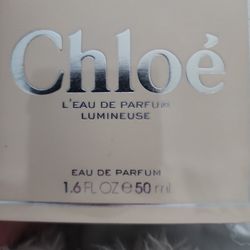 Chloé
L'EAU DE PARFUM
LUMINEUSE
EAU DE PARFUM
1.6 FL OZ ℮ 50 ml